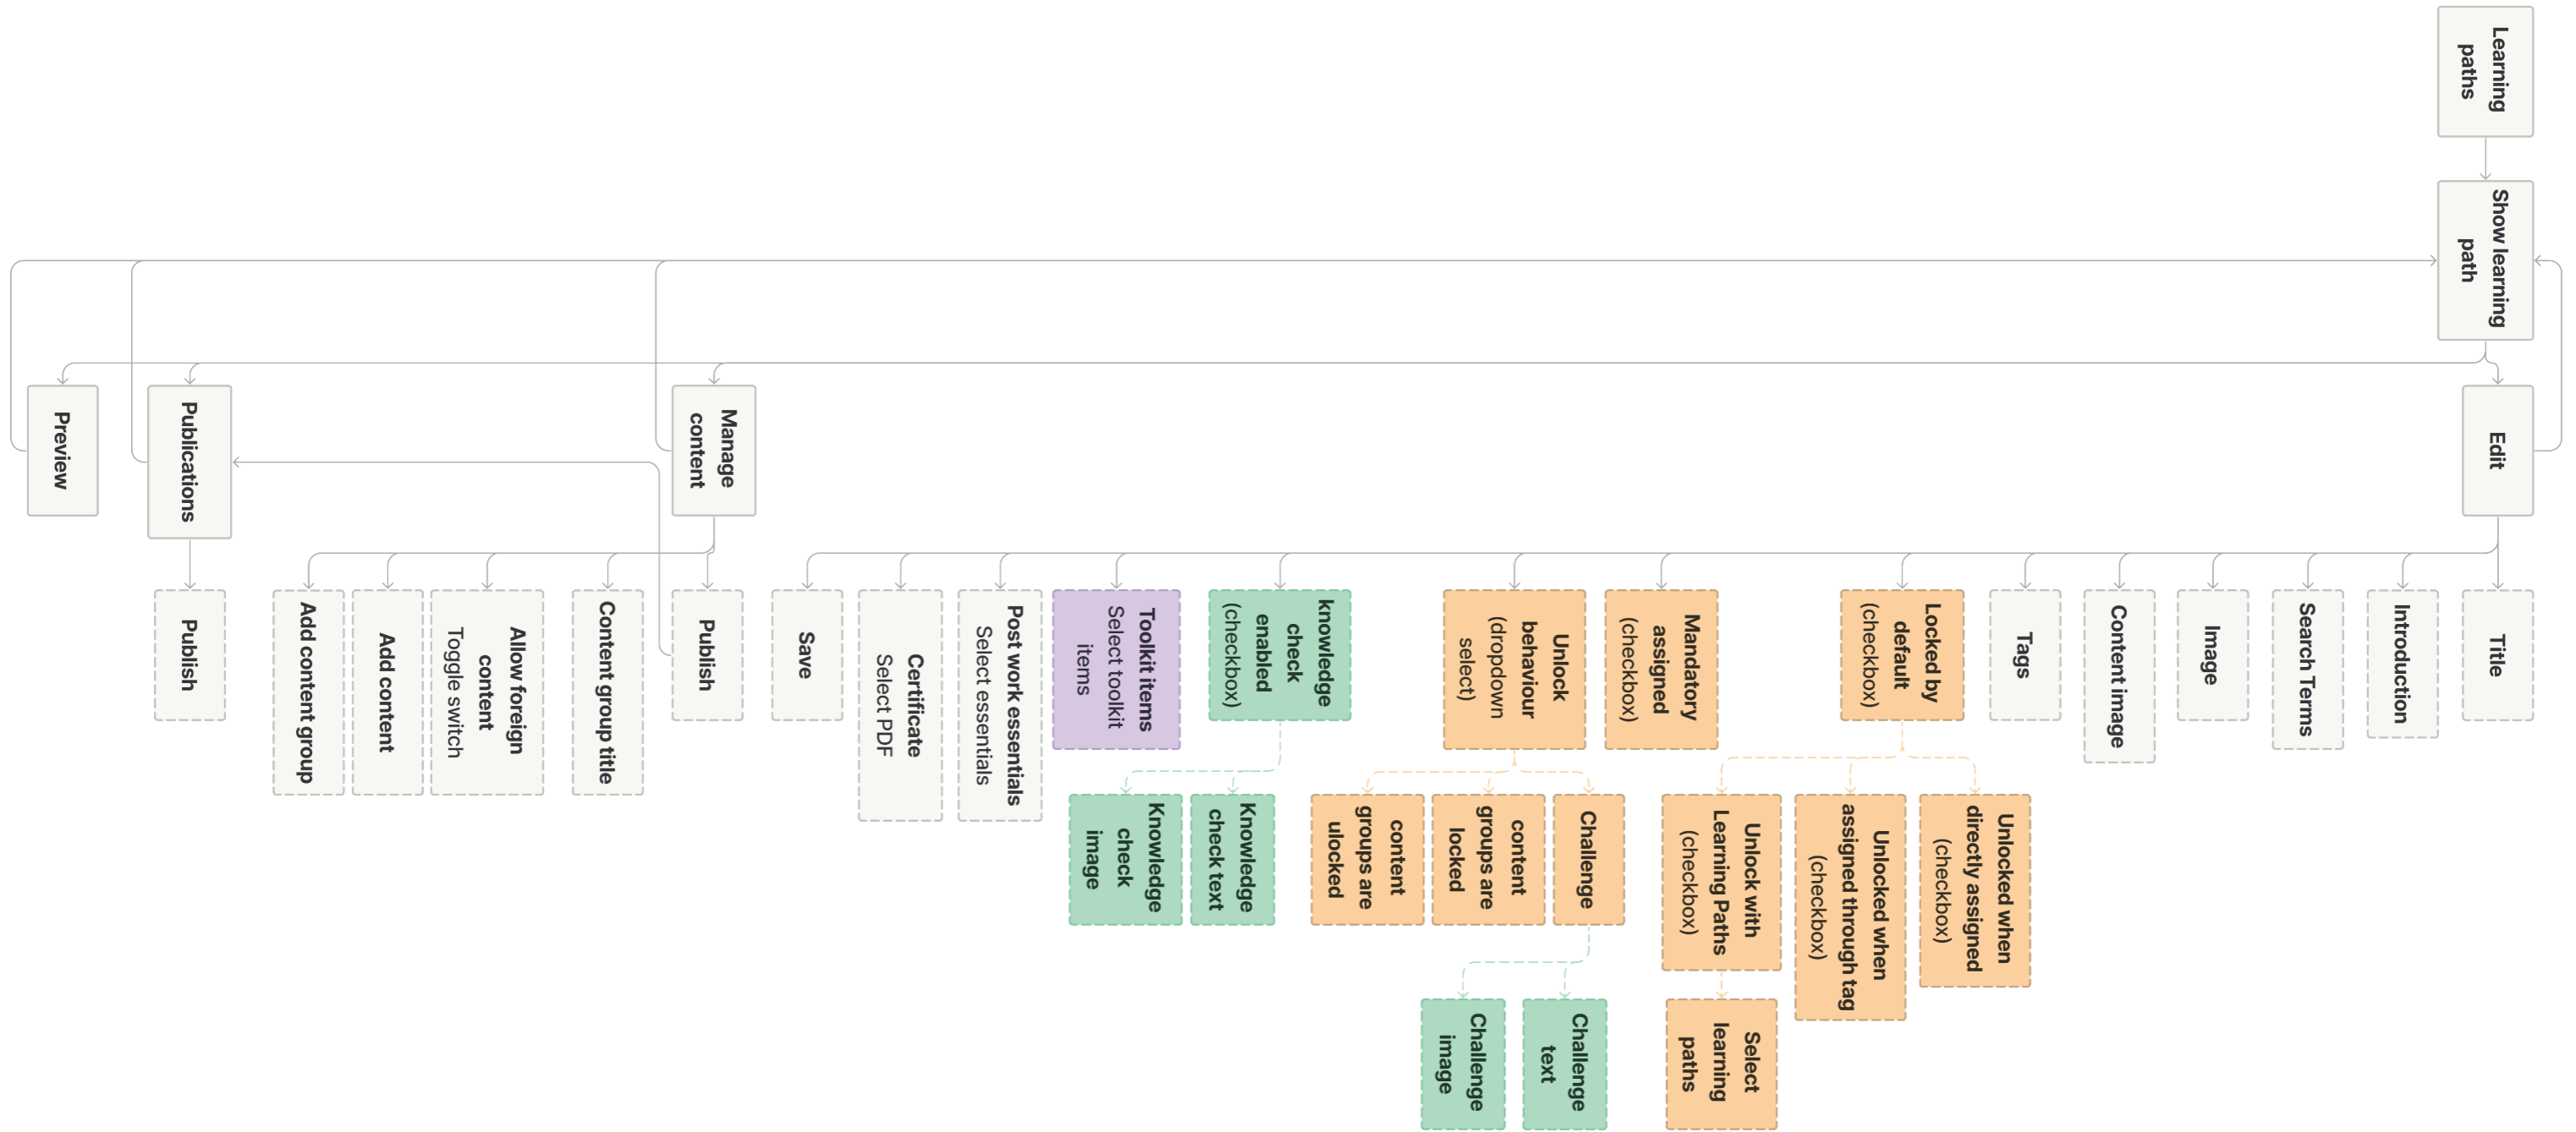 Learning
paths
Show learning
path
Edit
Manage
content
Publications
Preview
Title
Introduction
Search Terms
Image
Content image
Tags
Locked by
default
(checkbox)
Mandatory
assigned
(checkbox)
Unlock
behaviour
(dropdown
select)
knowledge
check
enabled
(checkbox)
Toolkit items
Select toolkit
items
Post work essentials
Select essentials
Certificate
Select PDF
Save
Publish
Content group title
Allow foreign
content
Toggle switch
Add content
Add content group
Publish
Unlocked when
directly assigned
(checkbox)
Unlocked when
assigned through tag
(checkbox)
Unlock with
Learning Paths
(checkbox)
Challenge
content
groups are
locked
content
groups are
ulocked
Knowledge
check text
Knowledge
check
image
Select
learning
paths
Challenge
text
Challenge
image